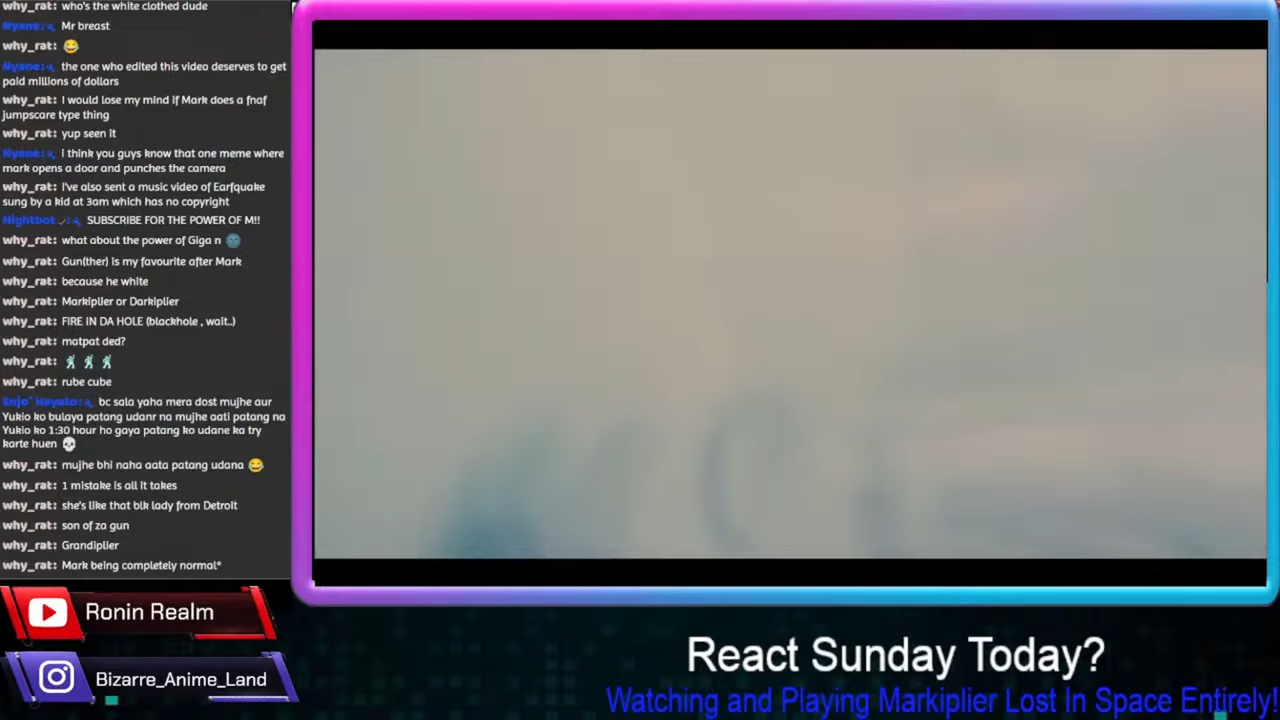 why_rat: who's the white clothed dude
Nyane: Mr breast
why_rat: 😂
Nyane: the one who edited this video deserves to get
paid millions of dollars
why_rat: I would lose my mind if Mark does a fnaf
jumpscare type thing
why_rat: yup seen it
Nyane: I think you guys know that one meme where
mark opens a door and punches the camera
why_rat: I've also sent a music video of Earfquake
sung by a kid at 3am which has no copyright
Nightbot: SUBSCRIBE FOR THE POWER OF M!!
why_rat: what about the power of Giga n 🌚
why_rat: Gun(ther) is my favourite after Mark
why_rat: because he white
why_rat: Markiplier or Darkiplier
why_rat: FIRE IN DA HOLE (blackhole , wait..)
why_rat: matpat ded?
why_rat:
why_rat: rube cube
Enjo~Hayato: bc sala yaha mera dost mujhe aur
Yukio ko bulaya patang udanr na mujhe aati patang na
Yukio ko 1:30 hour ho gaya patang ko udane ka try
karte huen 💀
why_rat: mujhe bhi naha aata patang udana 😂
why_rat: 1 mistake is all it takes
why_rat: she's like that blk lady from Detroit
why_rat: son of za gun
why_rat: Grandiplier
why_rat: Mark being completely normal*
Ronin Realm
Bizarre_Anime_Land
React Sunday Today?
Watching and Playing Markiplier Lost In Space Entirely!